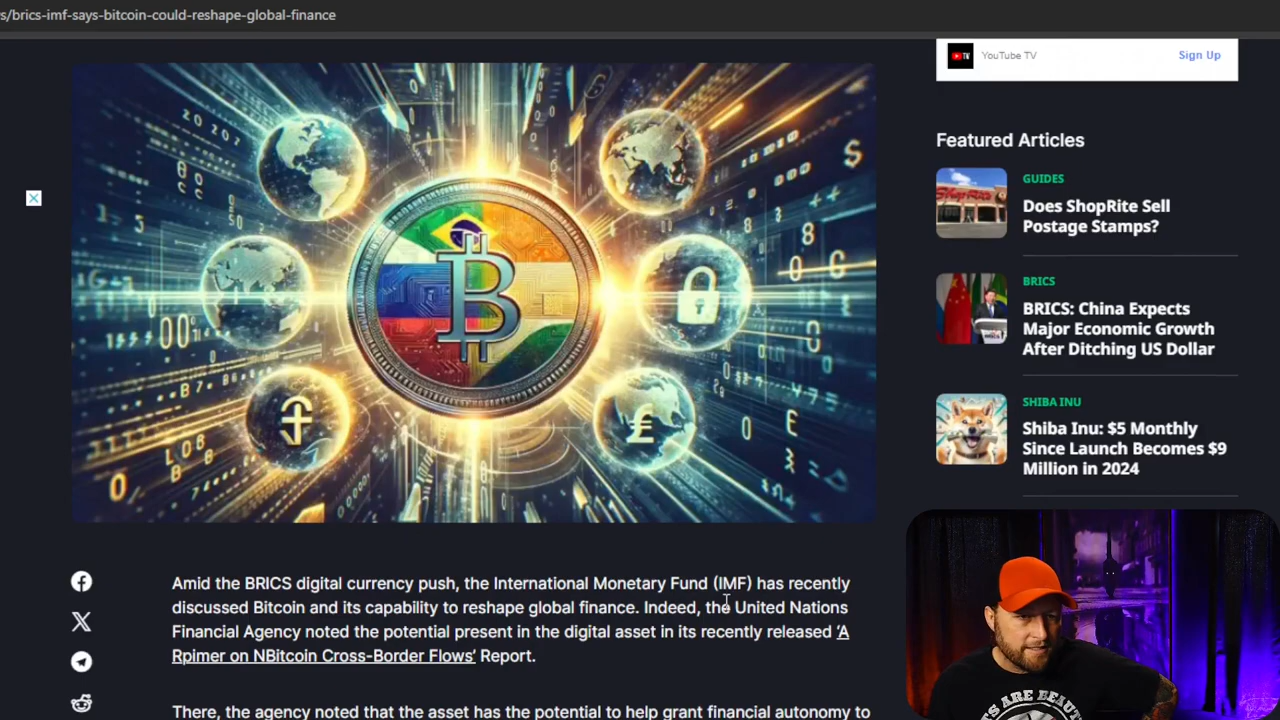 s/brics-imf-says-bitcoin-could-reshape-global-finance
YouTube TV
Sign Up
Featured Articles
GUIDES
Does ShopRite Sell
Postage Stamps?
BRICS
BRICS: China Expects
Major Economic Growth
After Ditching US Dollar
SHIBA INU
Shiba Inu: $5 Monthly
Since Launch Becomes $9
Million in 2024
Amid the BRICS digital currency push, the International Monetary Fund (IMF) has recently
discussed Bitcoin and its capability to reshape global finance. Indeed, the United Nations
Financial Agency noted the potential present in the digital asset in its recently released ‘A
Rpimer on NBitcoin Cross-Border Flows’ Report.
There, the agency noted that the asset has the potential to help grant financial autonomy to
ARE BEAU